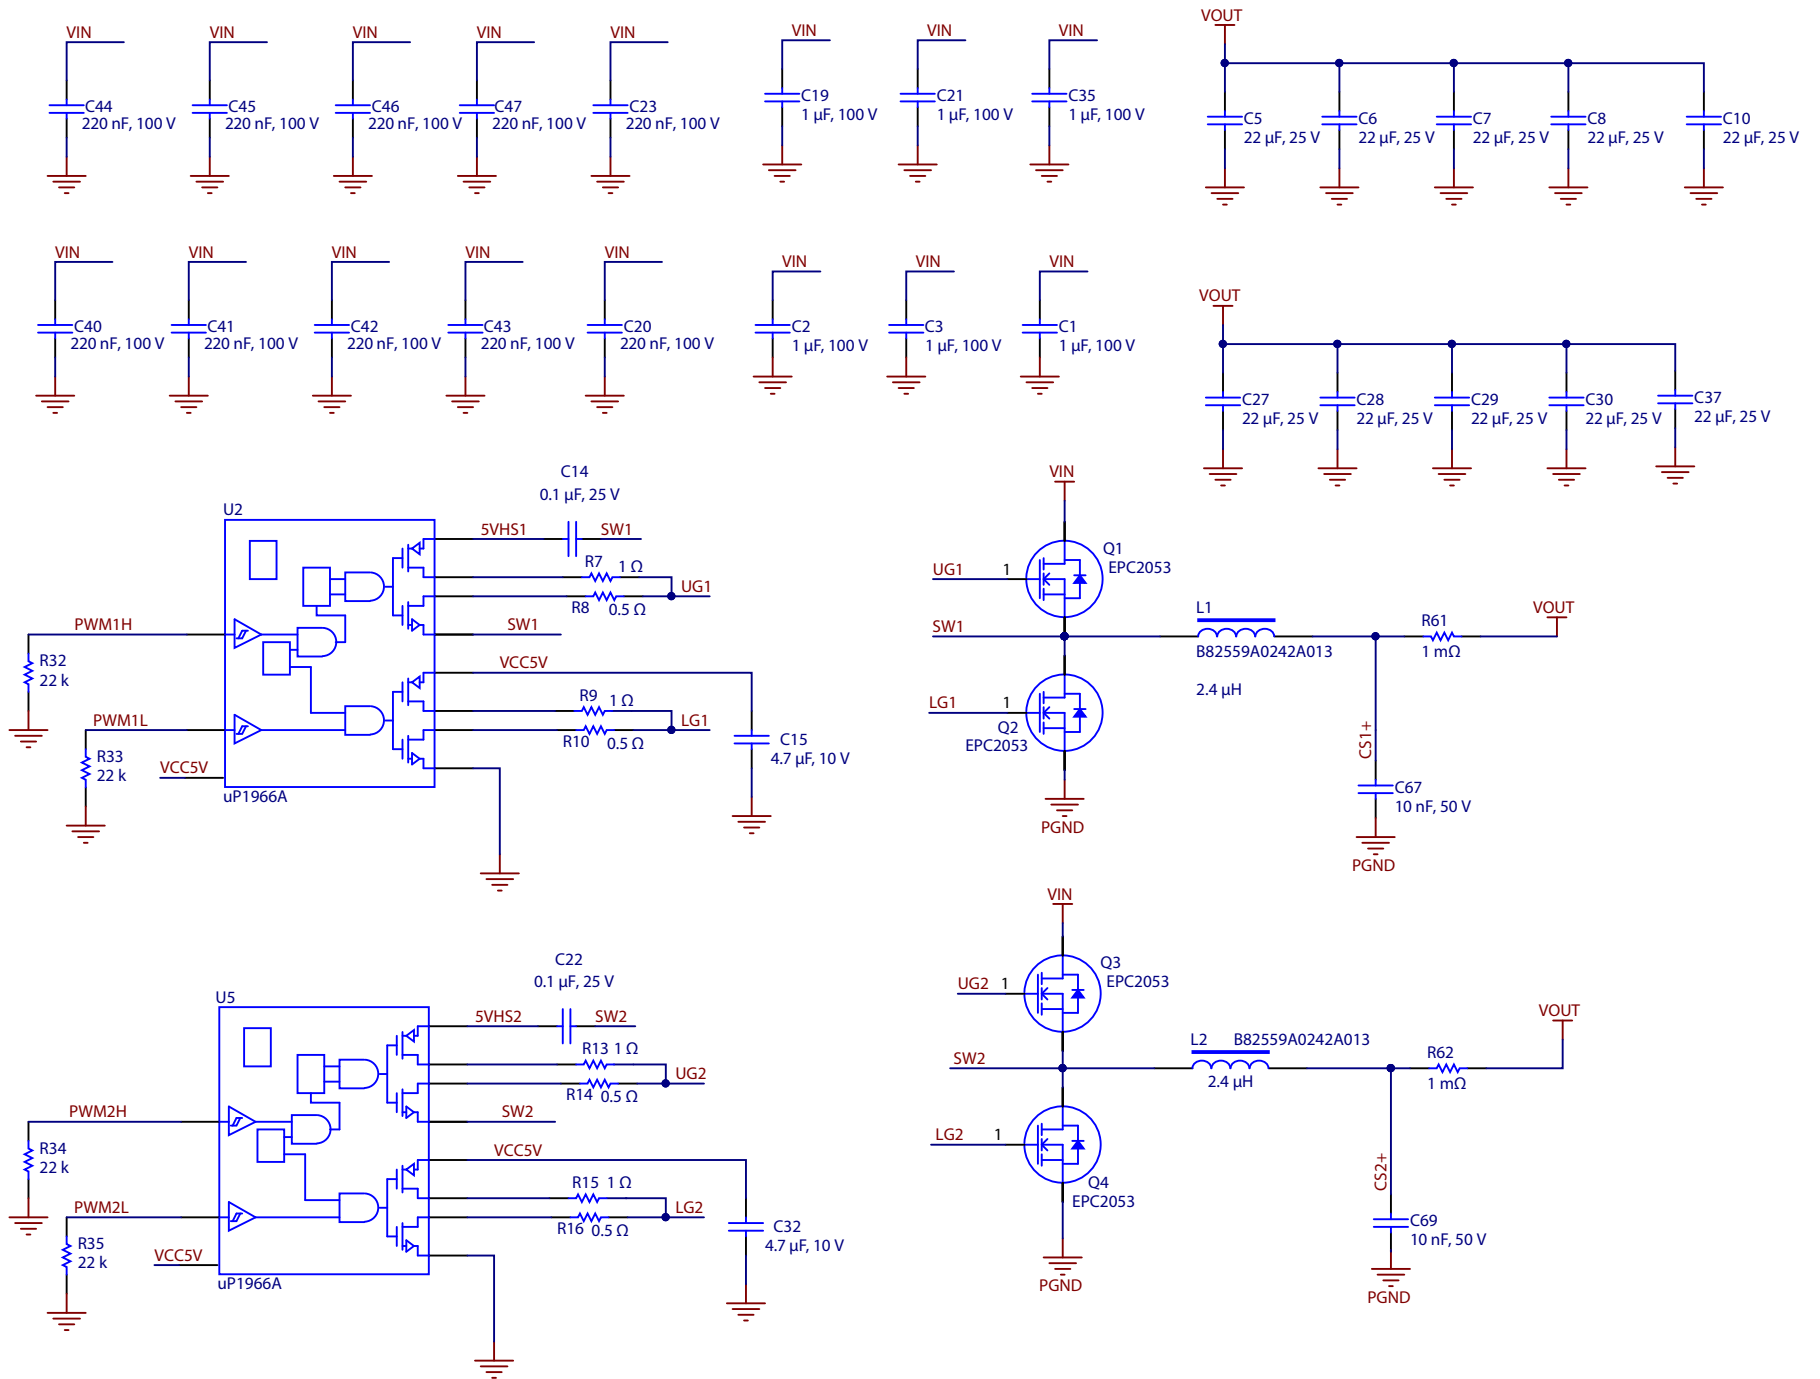 VIN VIN VIN VIN VIN VIN VIN VIN VOUT
C44 C45 C46 C47 C23 C19 C21 C35 C5 C6 C7 C8 C10
220 nF, 100 V 220 nF, 100 V 220 nF, 100 V 220 nF, 100 V 220 nF, 100 V 1 µF, 100 V 1 µF, 100 V 1 µF, 100 V 22 µF, 25 V 22 µF, 25 V 22 µF, 25 V 22 µF, 25 V 22 µF, 25 V
VIN VIN VIN VIN VIN VIN VIN VIN VOUT
C40 C41 C42 C43 C20 C2 C3 C1 C27 C28 C29 C30 C37
220 nF, 100 V 220 nF, 100 V 220 nF, 100 V 220 nF, 100 V 220 nF, 100 V 1 µF, 100 V 1 µF, 100 V 1 µF, 100 V 22 µF, 25 V 22 µF, 25 V 22 µF, 25 V 22 µF, 25 V 22 µF, 25 V
C14
0.1 µF, 25 V
U2
5VHS1 SW1
R7 1 Ω
UG1
R8 0.5 Ω
PWM1H
SW1
R32
22 k
VCC5V
R9 1 Ω
LG1
R10 0.5 Ω
PWM1L
R33
22 k
VCC5V
C15
4.7 µF, 10 V
uP1966A
VIN
Q1
EPC2053
UG1 1
SW1
L1
B82559A0242A013
2.4 µH
R61
1 mΩ
VOUT
LG1 1
Q2
EPC2053
PGND
CS1+
C67
10 nF, 50 V
PGND
C22
0.1 µF, 25 V
U5
5VHS2 SW2
R13 1 Ω
UG2
R14 0.5 Ω
PWM2H
SW2
R34
22 k
VCC5V
R15 1 Ω
LG2
R16 0.5 Ω
PWM2L
R35
22 k
VCC5V
C32
4.7 µF, 10 V
uP1966A
VIN
Q3
EPC2053
UG2 1
SW2
L2 B82559A0242A013
2.4 µH
R62
1 mΩ
VOUT
LG2 1
Q4
EPC2053
PGND
CS2+
C69
10 nF, 50 V
PGND